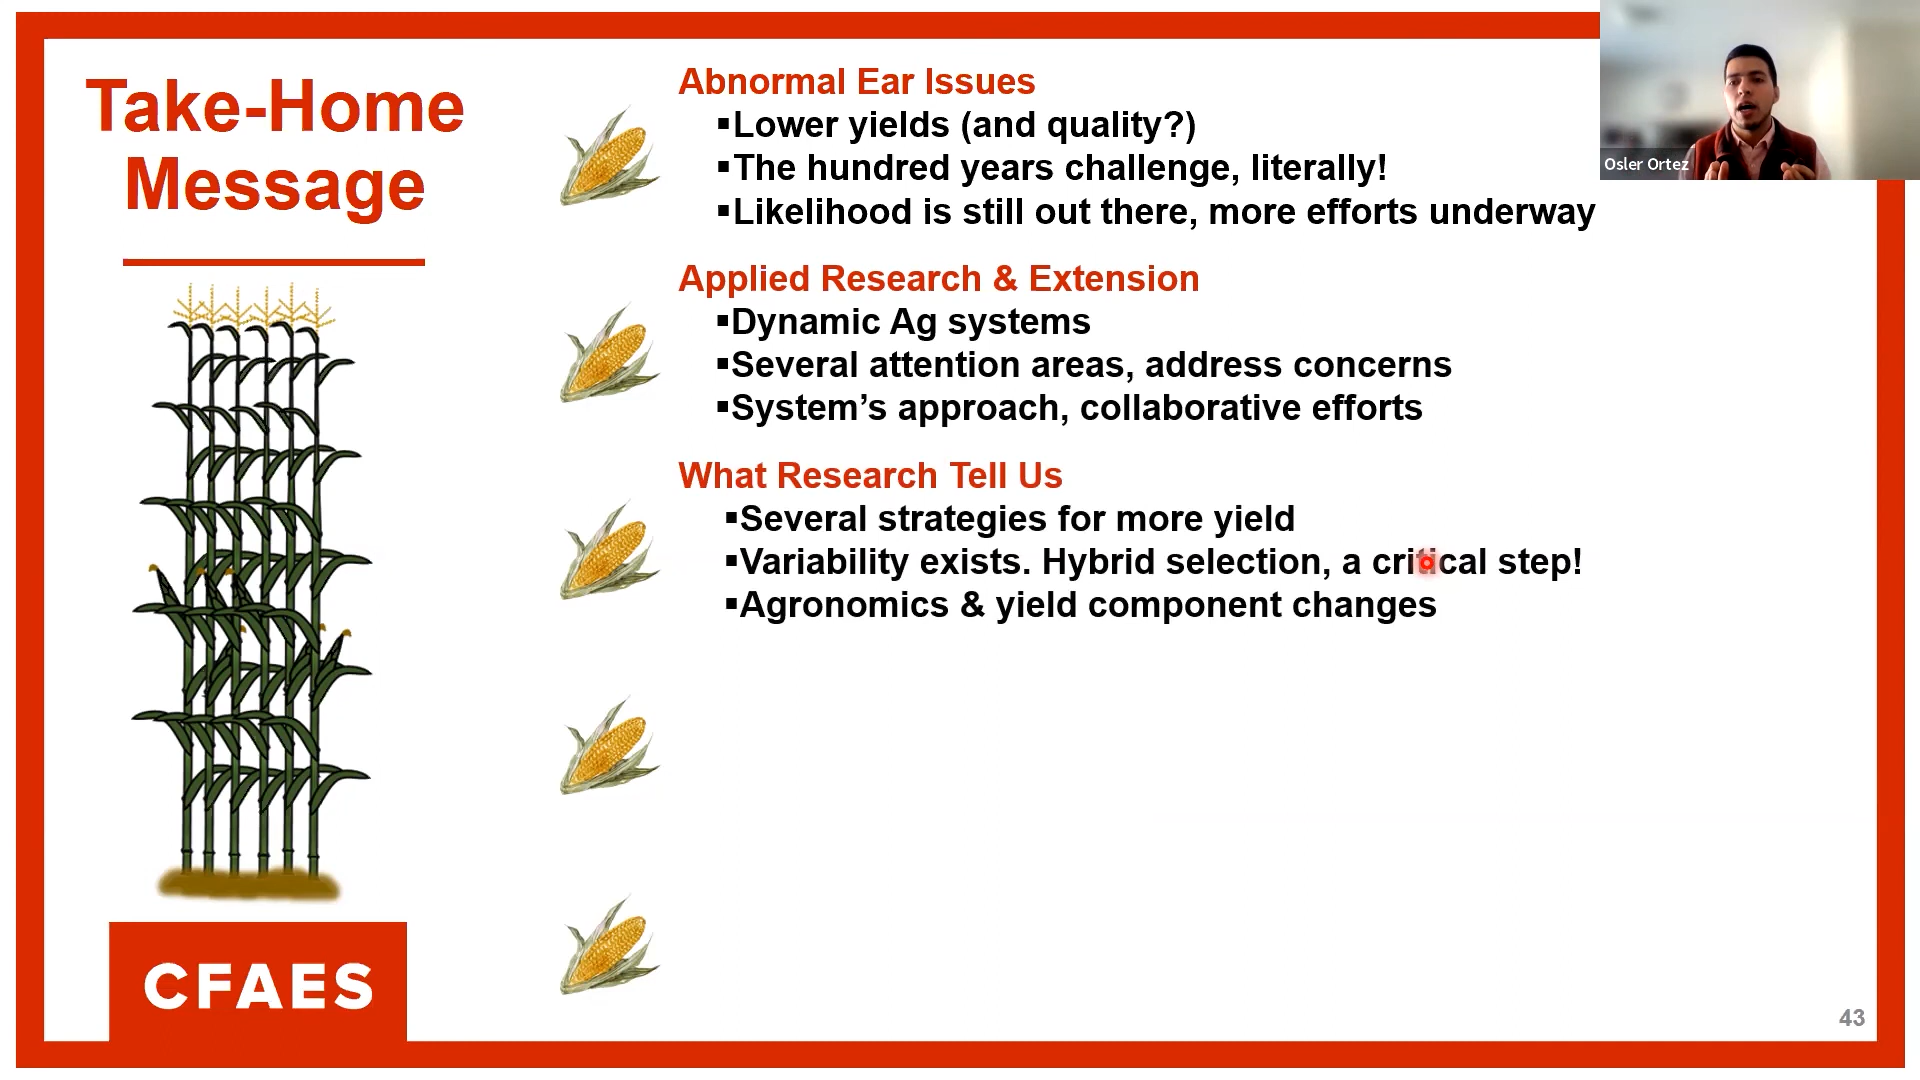 Take-Home
Message
Abnormal Ear Issues
▪Lower yields (and quality?)
▪The hundred years challenge, literally!
▪Likelihood is still out there, more efforts underway
Applied Research & Extension
▪Dynamic Ag systems
▪Several attention areas, address concerns
▪System’s approach, collaborative efforts
What Research Tell Us
▪Several strategies for more yield
▪Variability exists. Hybrid selection, a critical step!
▪Agronomics & yield component changes
Osler Ortez
CFAES
43